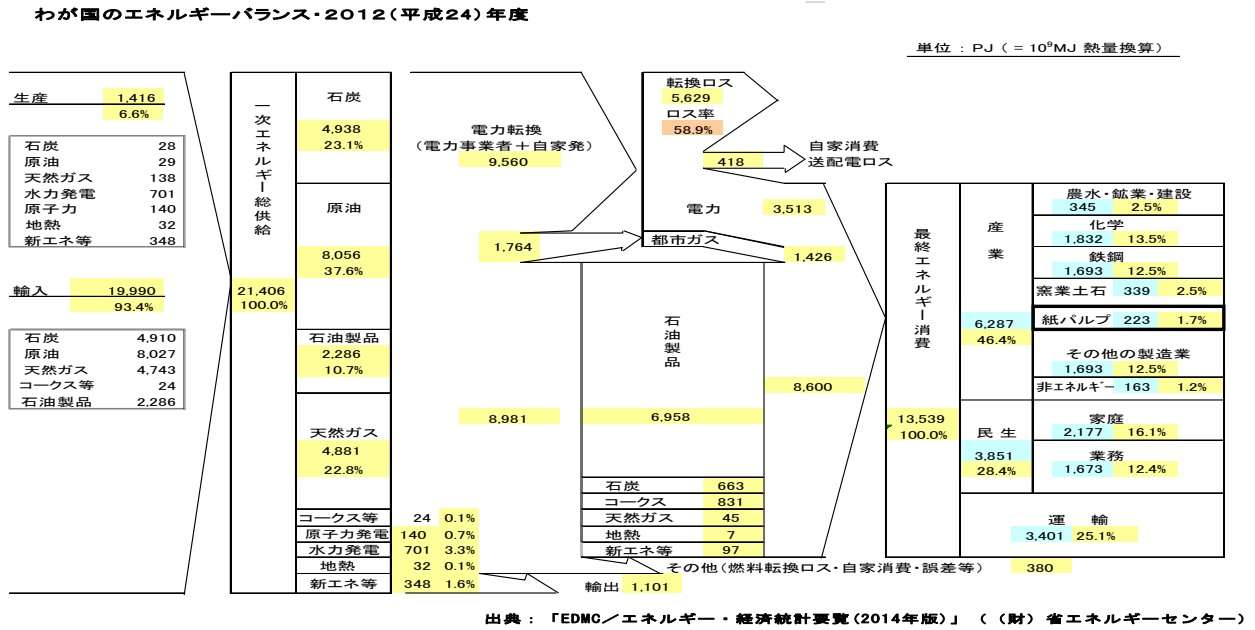 わが国のエネルギーバランス・2012(平成24)年度
単位 : PJ ( = 10⁹MJ 熱量換算)
生産 1,416
6.6%
石炭 28
原油 29
天然ガス 138
水力発電 701
原子力 140
地熱 32
新エネ等 348
輸入 19,990
93.4%
石炭 4,910
原油 8,027
天然ガス 4,743
コークス等 24
石油製品 2,286
一次エネルギー総供給
21,406
100.0%
石炭
4,938
23.1%
原油
8,056
37.6%
石油製品
2,286
10.7%
天然ガス
4,881
22.8%
コークス等 24 0.1%
原子力発電 140 0.7%
水力発電 701 3.3%
地熱 32 0.1%
新エネ等 348 1.6%
電力転換
(電力事業者+自家発)
9,560
1,764
8,981
輸出 1,101
転換ロス
5,629
ロス率
58.9%
418
自家消費
送配電ロス
電力 3,513
都市ガス
1,426
石油製品
6,958
8,600
石炭 663
コークス 831
天然ガス 45
地熱 7
新エネ等 97
その他(燃料転換ロス・自家消費・誤差等) 380
最終エネルギー消費
13,539
100.0%
産業
6,287
46.4%
農水・鉱業・建設
345 2.5%
化学
1,832 13.5%
鉄鋼
1,693 12.5%
窯業土石 339 2.5%
紙パルプ 223 1.7%
その他の製造業
1,693 12.5%
非エネルギー 163 1.2%
民生
3,851
28.4%
家庭
2,177 16.1%
業務
1,673 12.4%
運輸
3,401 25.1%
出典 : 「EDMC/エネルギー・経済統計要覧(2014年版)」 ((財)省エネルギーセンター)